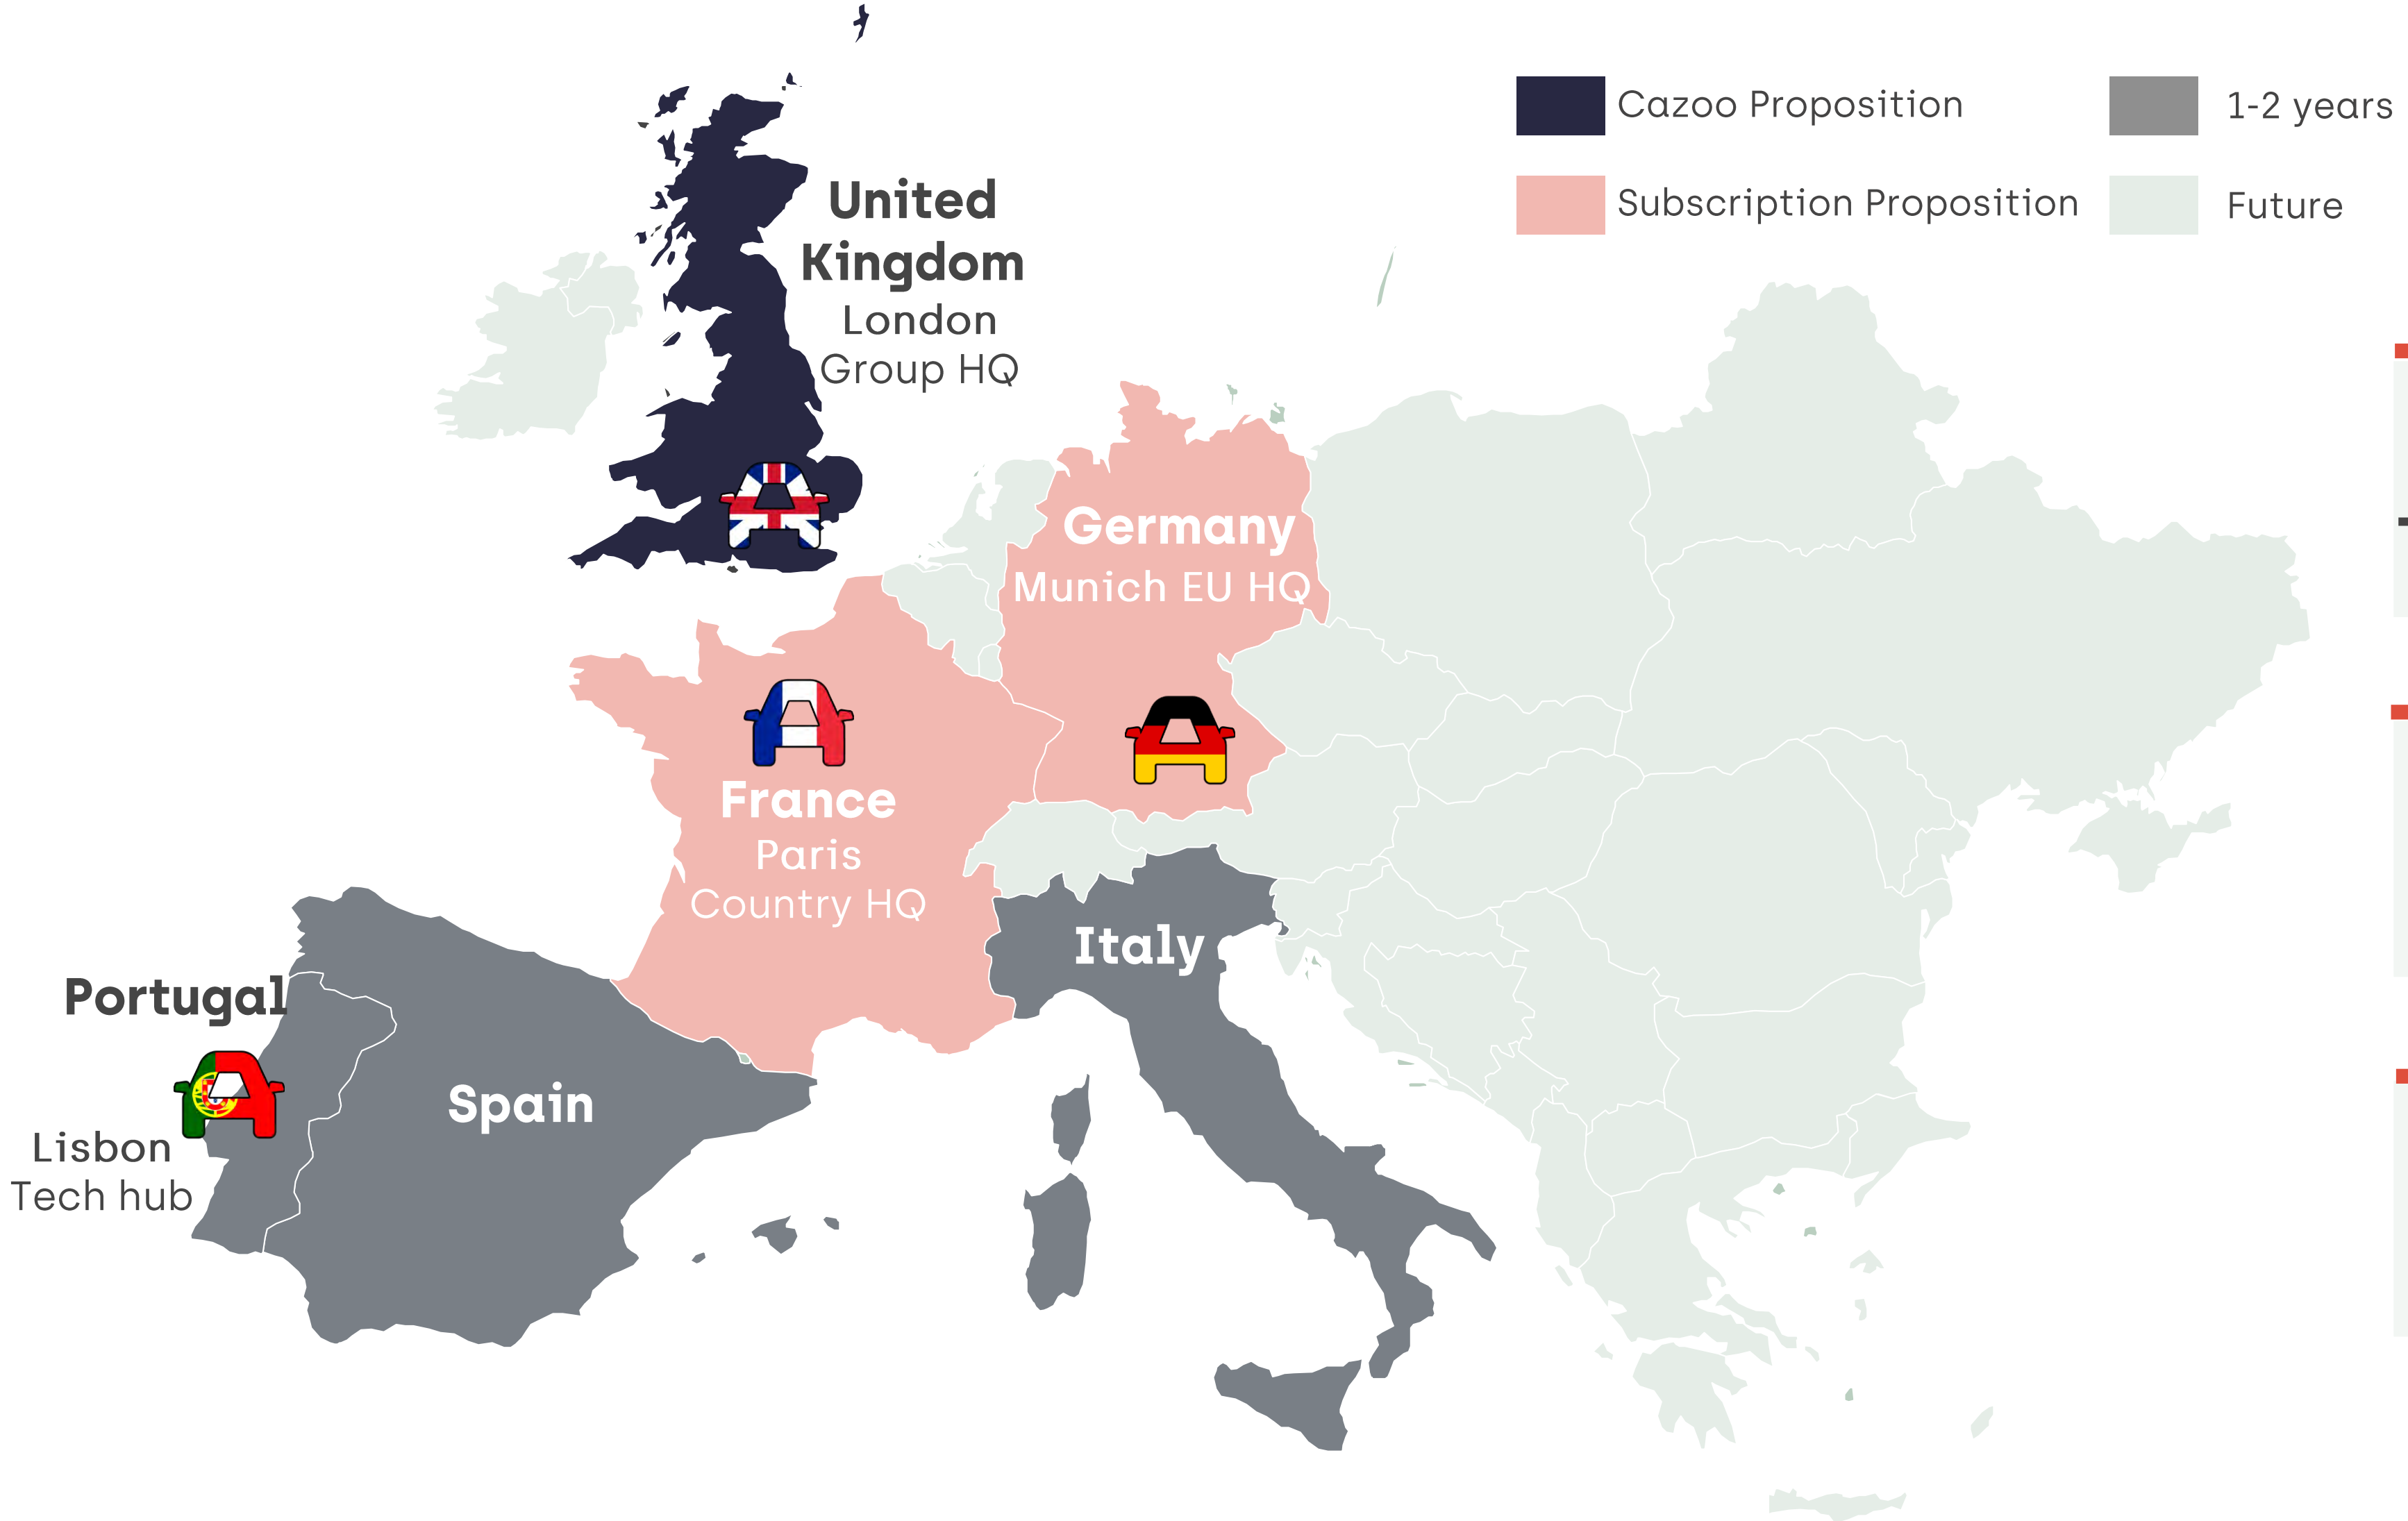 Cazoo Proposition
1-2 years
Subscription Proposition
Future
United
Kingdom
London
Group HQ
Germany
Munich EU HQ
France
Paris
Country HQ
Italy
Portugal
Spain
Lisbon
Tech hub